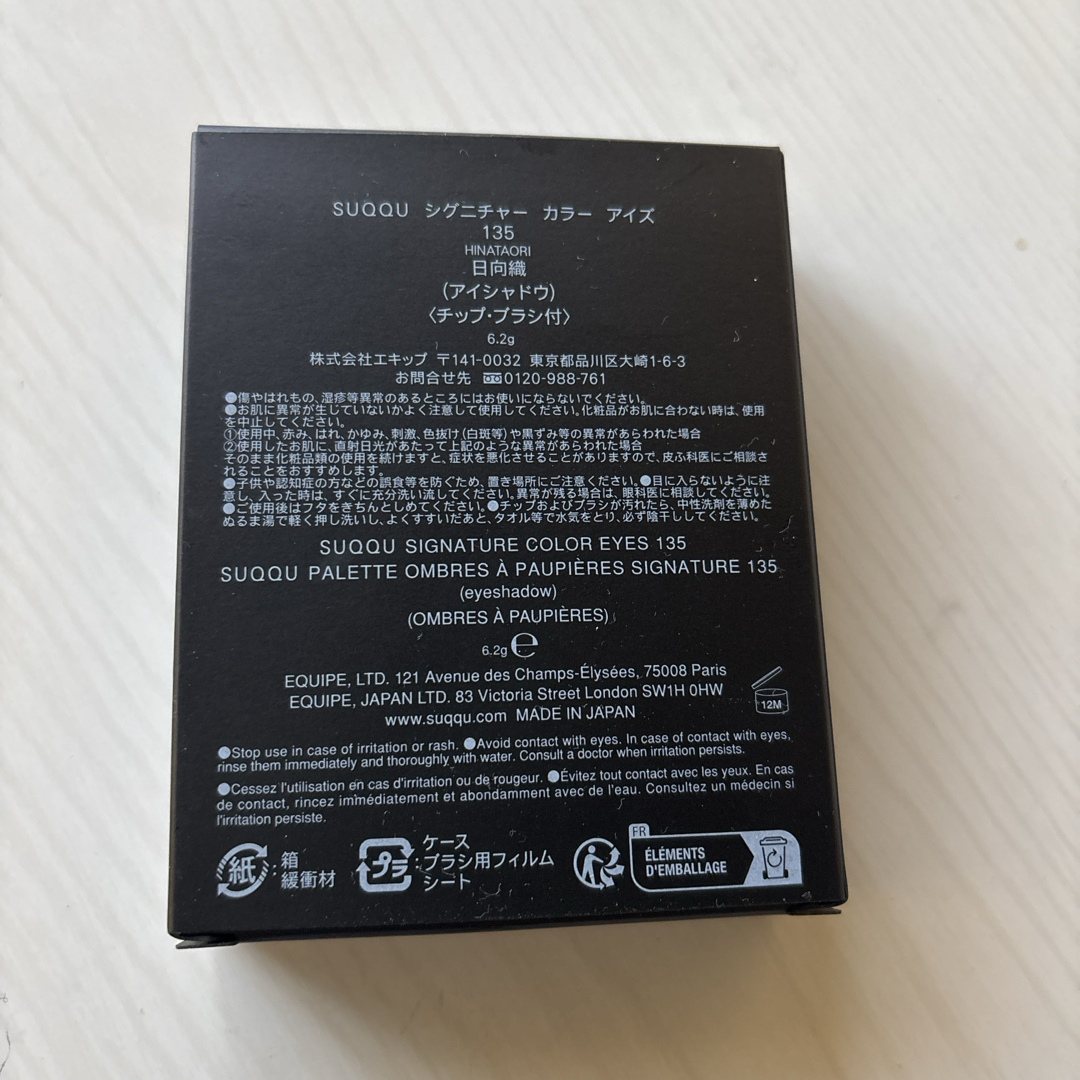 SUQQU シグニチャー カラー アイズ
135
HINATAORI
日向織
(アイシャドウ)
〈チップ・ブラシ付〉
6.2g
株式会社エキップ 〒141-0032 東京都品川区大崎1-6-3
お問合せ先 0120-988-761
●傷やはれもの、湿疹等異常のあるところにはお使いにならないでください。
●お肌に異常が生じていないかよく注意して使用してください。化粧品がお肌に合わない時は、使用
を中止してください。
①使用中、赤み、はれ、かゆみ、刺激、色抜け(白斑等)や黒ずみ等の異常があらわれた場合
②使用したお肌に、直射日光があたって上記のような異常があらわれた場合
そのまま化粧品類の使用を続けますと、症状を悪化させることがありますので、皮ふ科医にご相談さ
れることをおすすめします。
●子供や認知症の方などの誤食等を防ぐため、置き場所にご注意ください。●目に入らないように注
意し、入った時は、すぐに充分洗い流してください。異常が残る場合は、眼科医に相談してください。
●ご使用後はフタをきちんとしめてください。●チップおよびブラシが汚れたら、中性洗剤を薄めた
ぬるま湯で軽く押し洗いし、よくすすいだあと、タオル等で水気をとり、必ず陰干ししてください。
SUQQU SIGNATURE COLOR EYES 135
SUQQU PALETTE OMBRES À PAUPIÈRES SIGNATURE 135
(eyeshadow)
(OMBRES À PAUPIÈRES)
6.2g ℮
EQUIPE, LTD. 121 Avenue des Champs-Élysées, 75008 Paris
EQUIPE, JAPAN LTD. 83 Victoria Street London SW1H 0HW
www.suqqu.com MADE IN JAPAN
12M
●Stop use in case of irritation or rash. ●Avoid contact with eyes. In case of contact with eyes,
rinse them immediately and thoroughly with water. Consult a doctor when irritation persists.
●Cessez l'utilisation en cas d'irritation ou de rougeur. ●Évitez tout contact avec les yeux. En cas
de contact, rincez immédiatement et abondamment avec de l'eau. Consultez un médecin si
l'irritation persiste.
紙:箱
緩衝材
プラ:ケース
ブラシ用フィルム
シート
FR
ÉLÉMENTS
D'EMBALLAGE